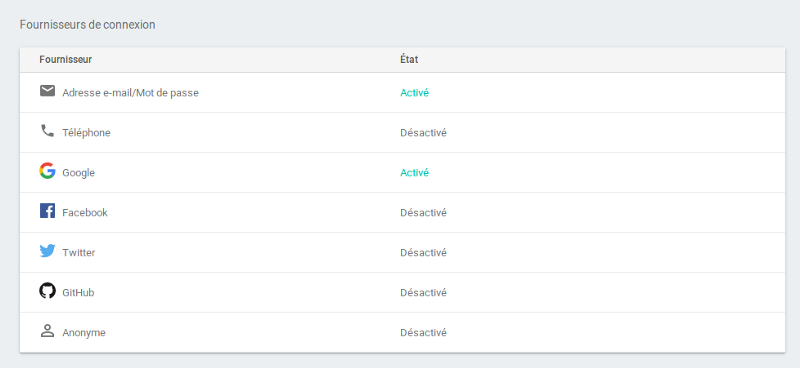 Fournisseurs de connexion
Fournisseur État
Adresse e-mail/Mot de passe Activé
Téléphone Désactivé
Google Activé
Facebook Désactivé
Twitter Désactivé
GitHub Désactivé
Anonyme Désactivé